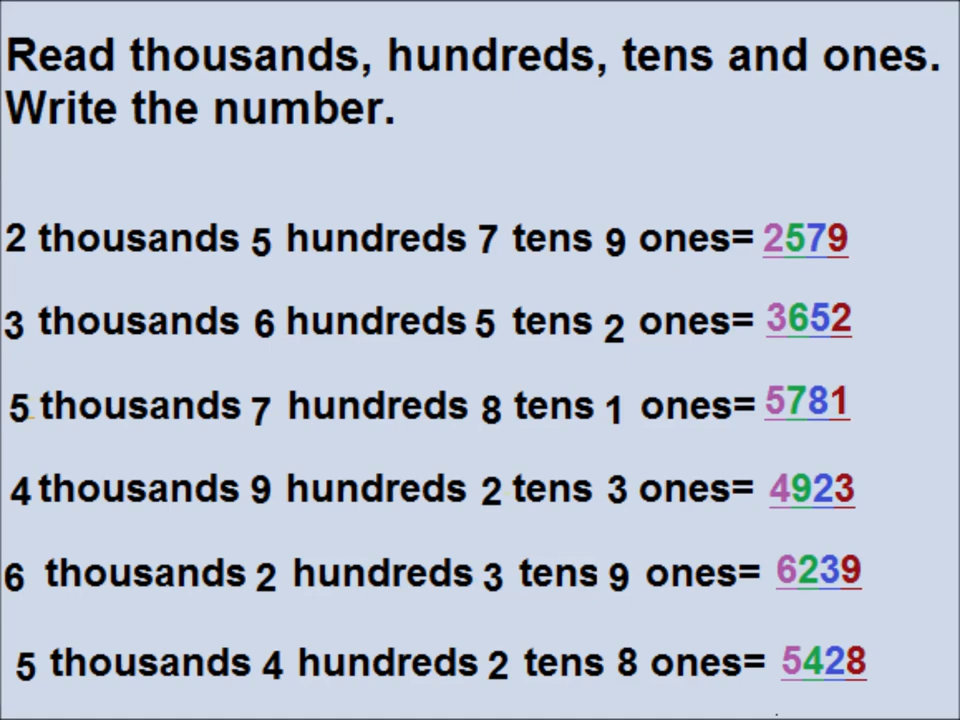 Read thousands, hundreds, tens and ones.
Write the number.
2 thousands 5 hundreds 7 tens 9 ones= 2579
3 thousands 6 hundreds 5 tens 2 ones= 3652
5 thousands 7 hundreds 8 tens 1 ones= 5781
4 thousands 9 hundreds 2 tens 3 ones= 4923
6 thousands 2 hundreds 3 tens 9 ones= 6239
5 thousands 4 hundreds 2 tens 8 ones= 5428